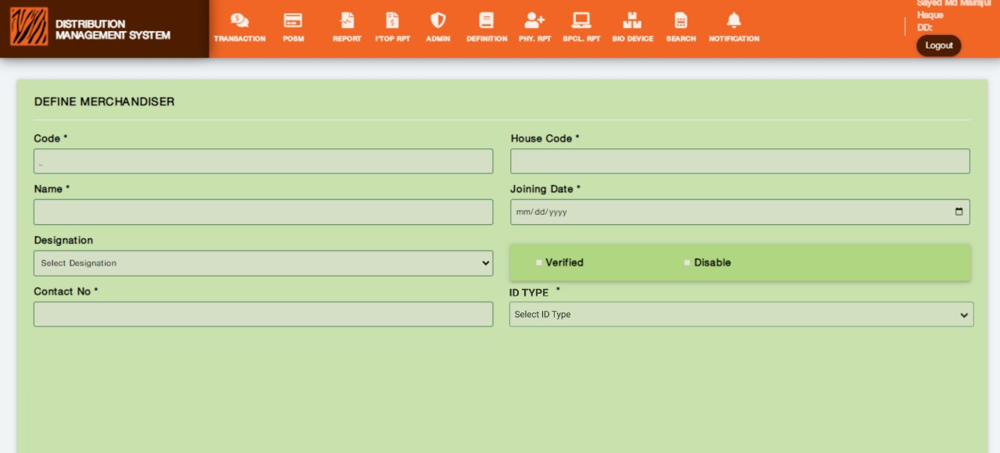 DISTRIBUTION
MANAGEMENT SYSTEM
TRANSACTION
POSM
REPORT
I'TOP RPT
ADMIN
DEFINITION
PHY. RPT
SPCL. RPT
BIO DEVICE
SEARCH
NOTIFICATION
Sayed Md Mairajul
Haque
DD:
Logout
DEFINE MERCHANDISER
Code *
House Code *
..
Name *
Joining Date *
mm/dd/yyyy
Designation
Select Designation
Verified
Disable
Contact No *
ID TYPE *
Select ID Type